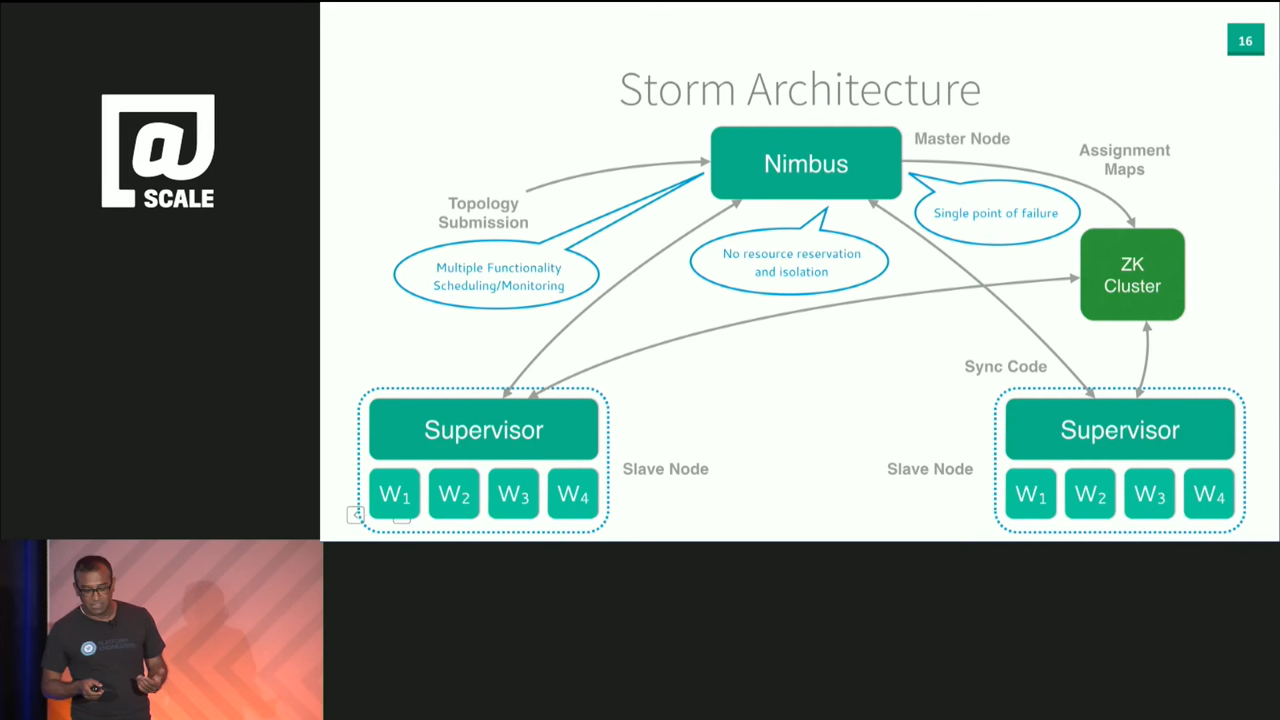 @
SCALE
16
Storm Architecture
Nimbus
Master Node
Assignment
Maps
Topology
Submission
Single point of failure
Multiple Functionality
Scheduling/Monitoring
No resource reservation
and isolation
ZK
Cluster
Sync Code
Supervisor
W1 W2 W3 W4
Slave Node
Slave Node
Supervisor
W1 W2 W3 W4
PLATFORM
ENGINEERING